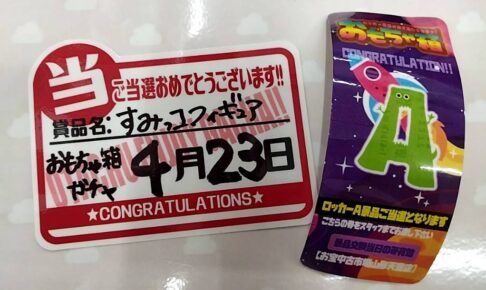 当
ご当選おめでとうございます!!
賞品名: すみっコフィギュア
おもちゃ箱
ガチャ
4月23日
★CONGRATULATIONS★
おもちゃ箱
CONGRATULATION!!
A
ロッカーA景品ご当選となります
こちらの券をスタッフまでお渡し下さい